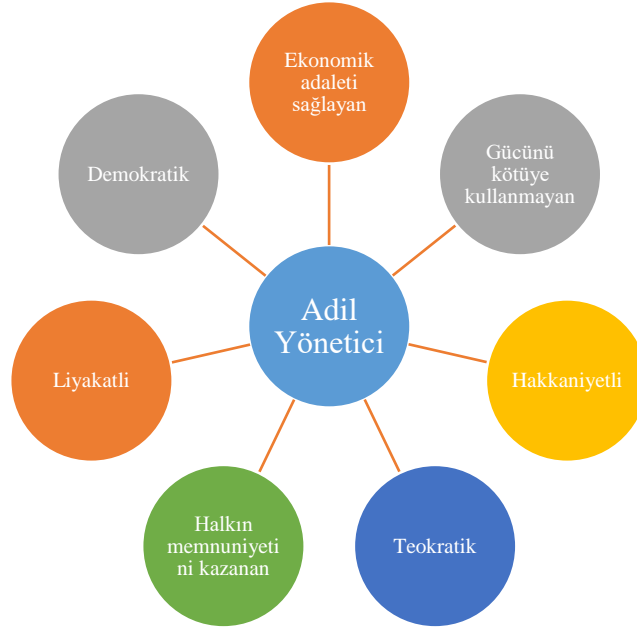 Ekonomik
adaleti
sağlayan
Demokratik
Gücünü
kötüye
kullanmayan
Adil
Yönetici
Liyakatli
Hakkaniyetli
Halkın
memnuniyeti
ni kazanan
Teokratik